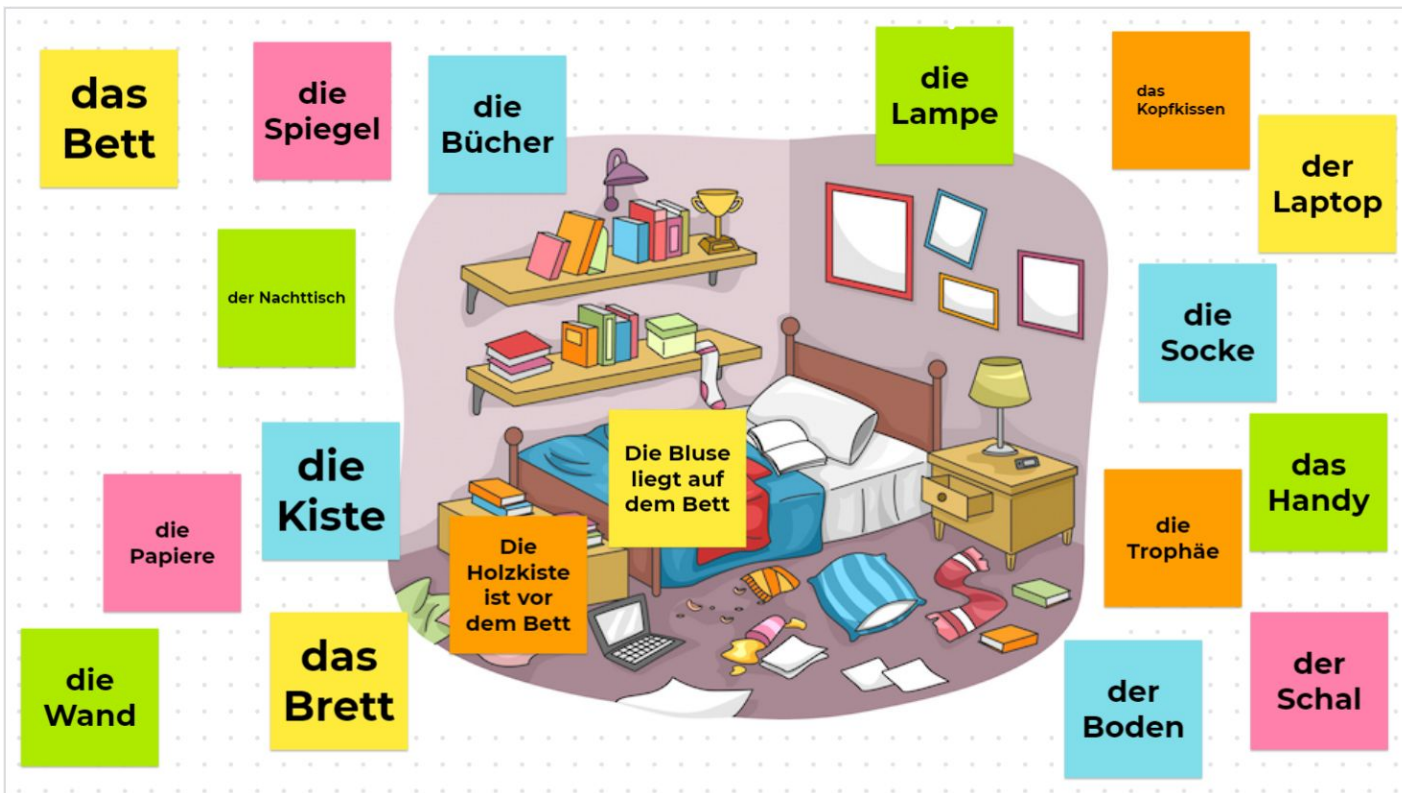 das
Bett
die
Spiegel
die
Bücher
die
Lampe
das
Kopfkissen
der
Laptop
der Nachttisch
die
Socke
die
Kiste
Die Bluse
liegt auf
dem Bett
das
Handy
die
Papiere
Die
Holzkiste
ist vor
dem Bett
die
Trophäe
die
Wand
das
Brett
der
Boden
der
Schal